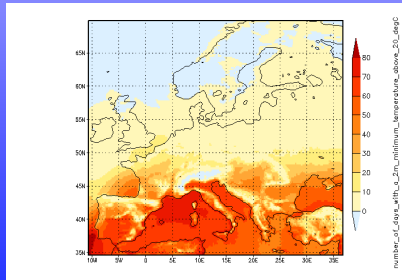 65N
60N
55N
50N
45N
40N
35N
10W 5W 0 5E 10E 15E 20E 25E 30E 35E
80
70
60
50
40
30
20
10
0
number_of_days_with_a_2m_minimum_temperature_above_20_degC